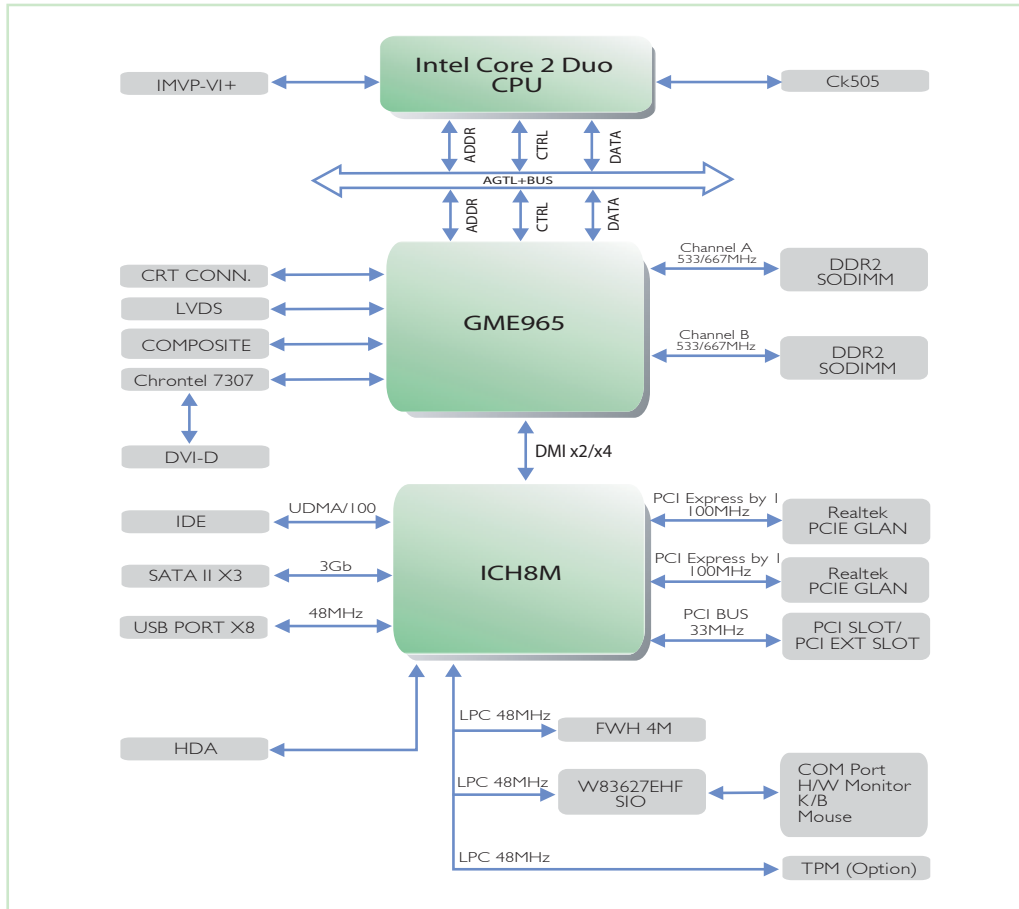 Intel Core 2 Duo
CPU
IMVP-VI+
Ck505
ADDR
CTRL
DATA
AGTL+BUS
ADDR
CTRL
DATA
CRT CONN.
LVDS
COMPOSITE
Chrontel 7307
DVI-D
GME965
Channel A
533/667MHz
DDR2
SODIMM
Channel B
533/667MHz
DDR2
SODIMM
DMI x2/x4
IDE
UDMA/100
SATA II X3
3Gb
USB PORT X8
48MHz
ICH8M
PCI Express by 1
100MHz
Realtek
PCIE GLAN
PCI Express by 1
100MHz
Realtek
PCIE GLAN
PCI BUS
33MHz
PCI SLOT/
PCI EXT SLOT
HDA
LPC 48MHz
FWH 4M
LPC 48MHz
W83627EHF
SIO
COM Port
H/W Monitor
K/B
Mouse
LPC 48MHz
TPM (Option)